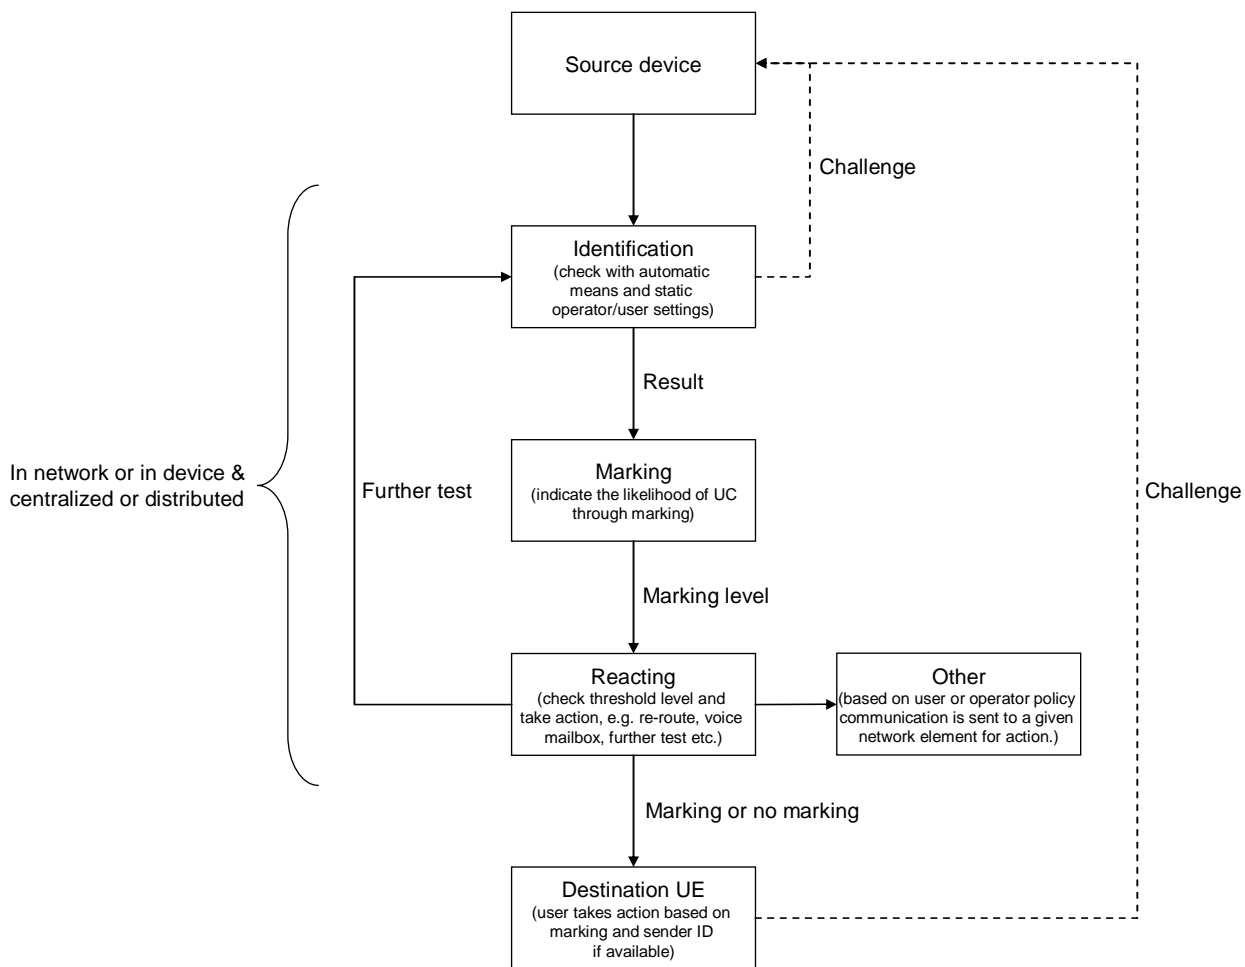 Source device
Challenge
Identification
(check with automatic
means and static
operator/user settings)
Result
Marking
(indicate the likelihood of UC
through marking)
In network or in device &
centralized or distributed
Further test
Challenge
Marking level
Reacting
(check threshold level and
take action, e.g. re-route, voice
mailbox, further test etc.)
Other
(based on user or operator policy
communication is sent to a given
network element for action.)
Marking or no marking
Destination UE
(user takes action based on
marking and sender ID
if available)